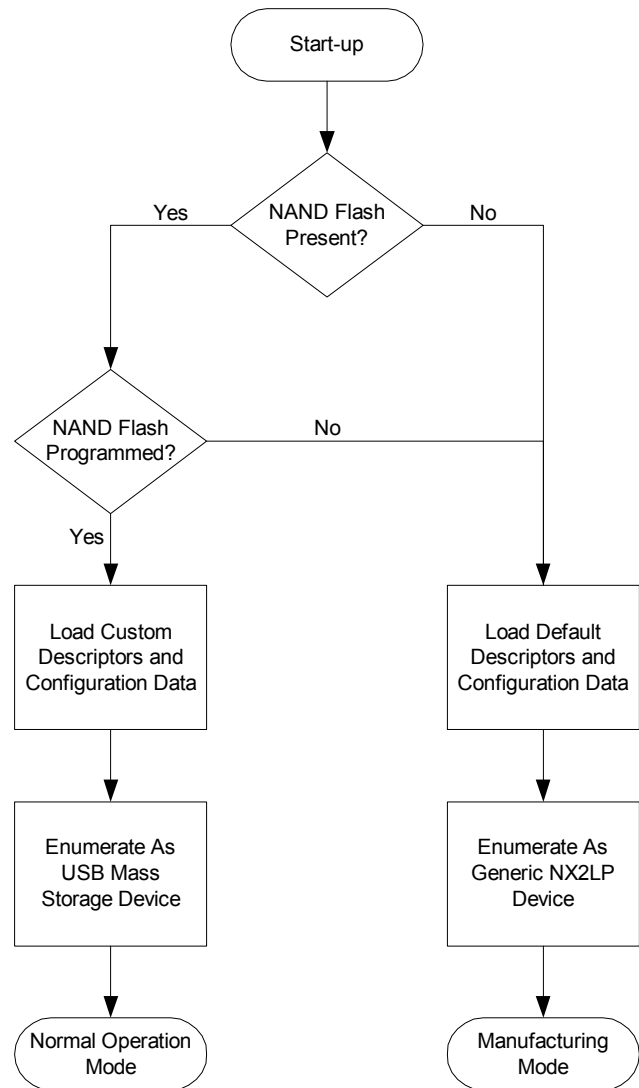 Start-up
Yes
NAND Flash
Present?
No
NAND Flash
Programmed?
No
Yes
Load Custom
Descriptors and
Configuration Data
Load Default
Descriptors and
Configuration Data
Enumerate As
USB Mass
Storage Device
Enumerate As
Generic NX2LP
Device
Normal Operation
Mode
Manufacturing
Mode